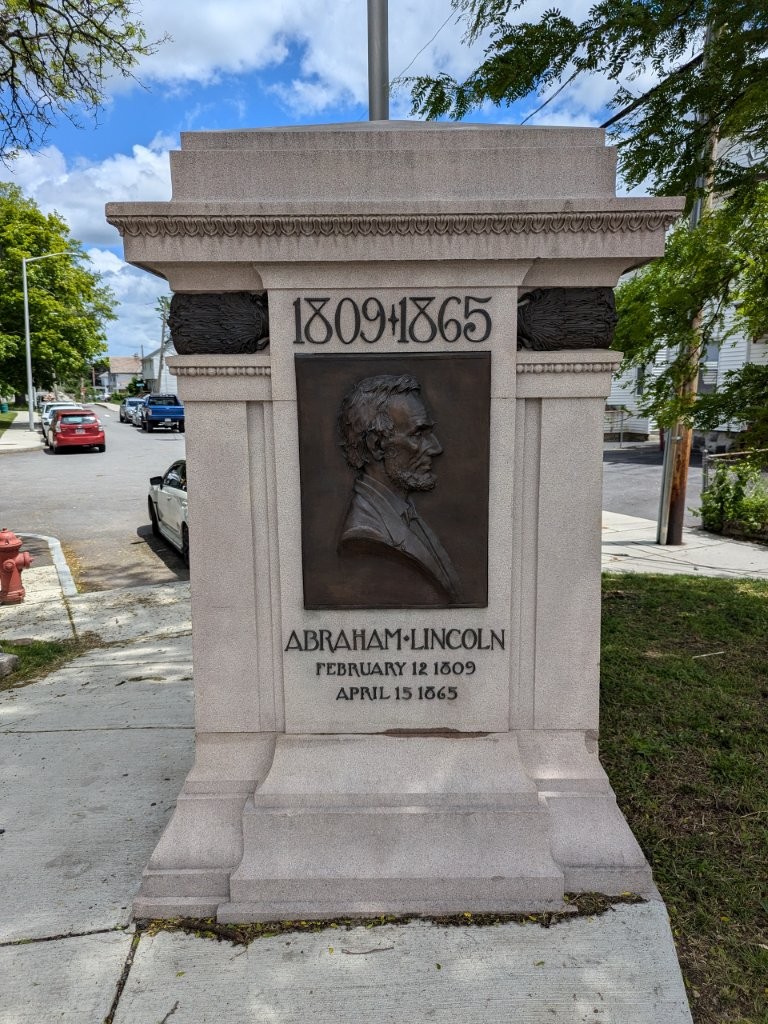 1809·1865
ABRAHAM·LINCOLN
FEBRUARY 12 1809
APRIL 15 1865